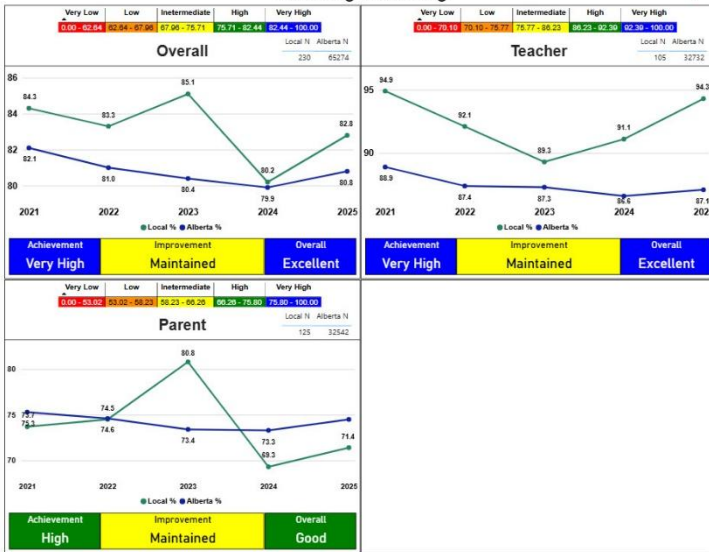 Very Low Low Inetermediate High Very High
0.00 - 62.64 62.64 - 67.96 67.96 - 75.71 75.71 - 82.44 82.44 - 100.00
Overall
Local N Alberta N
230 65274
86
84
82
80
84.3
83.3
85.1
80.2
82.8
82.1
81.0
80.4
79.9
80.8
2021 2022 2023 2024 2025
Local % Alberta %
Achievement Improvement Overall
Very High Maintained Excellent
Very Low Low Inetermediate High Very High
0.00 - 70.10 70.10 - 75.77 75.77 - 86.23 86.23 - 92.39 92.39 - 100.00
Teacher
Local N Alberta N
105 32732
95
90
94.9
92.1
89.3
91.1
94.3
88.9
87.4
87.3
86.6
87.1
2021 2022 2023 2024
Local % Alberta %
Achievement Improvement Overall
Very High Maintained Excellent
Very Low Low Inetermediate High Very High
0.00 - 53.02 53.02 - 58.23 58.23 - 66.26 66.26 - 75.80 75.80 - 100.00
Parent
Local N Alberta N
125 32542
80
75
70
73.7
75.3
74.5
74.6
80.8
73.4
73.3
69.3
71.4
2021 2022 2023 2024 2025
Local % Alberta %
Achievement Improvement Overall
High Maintained Good